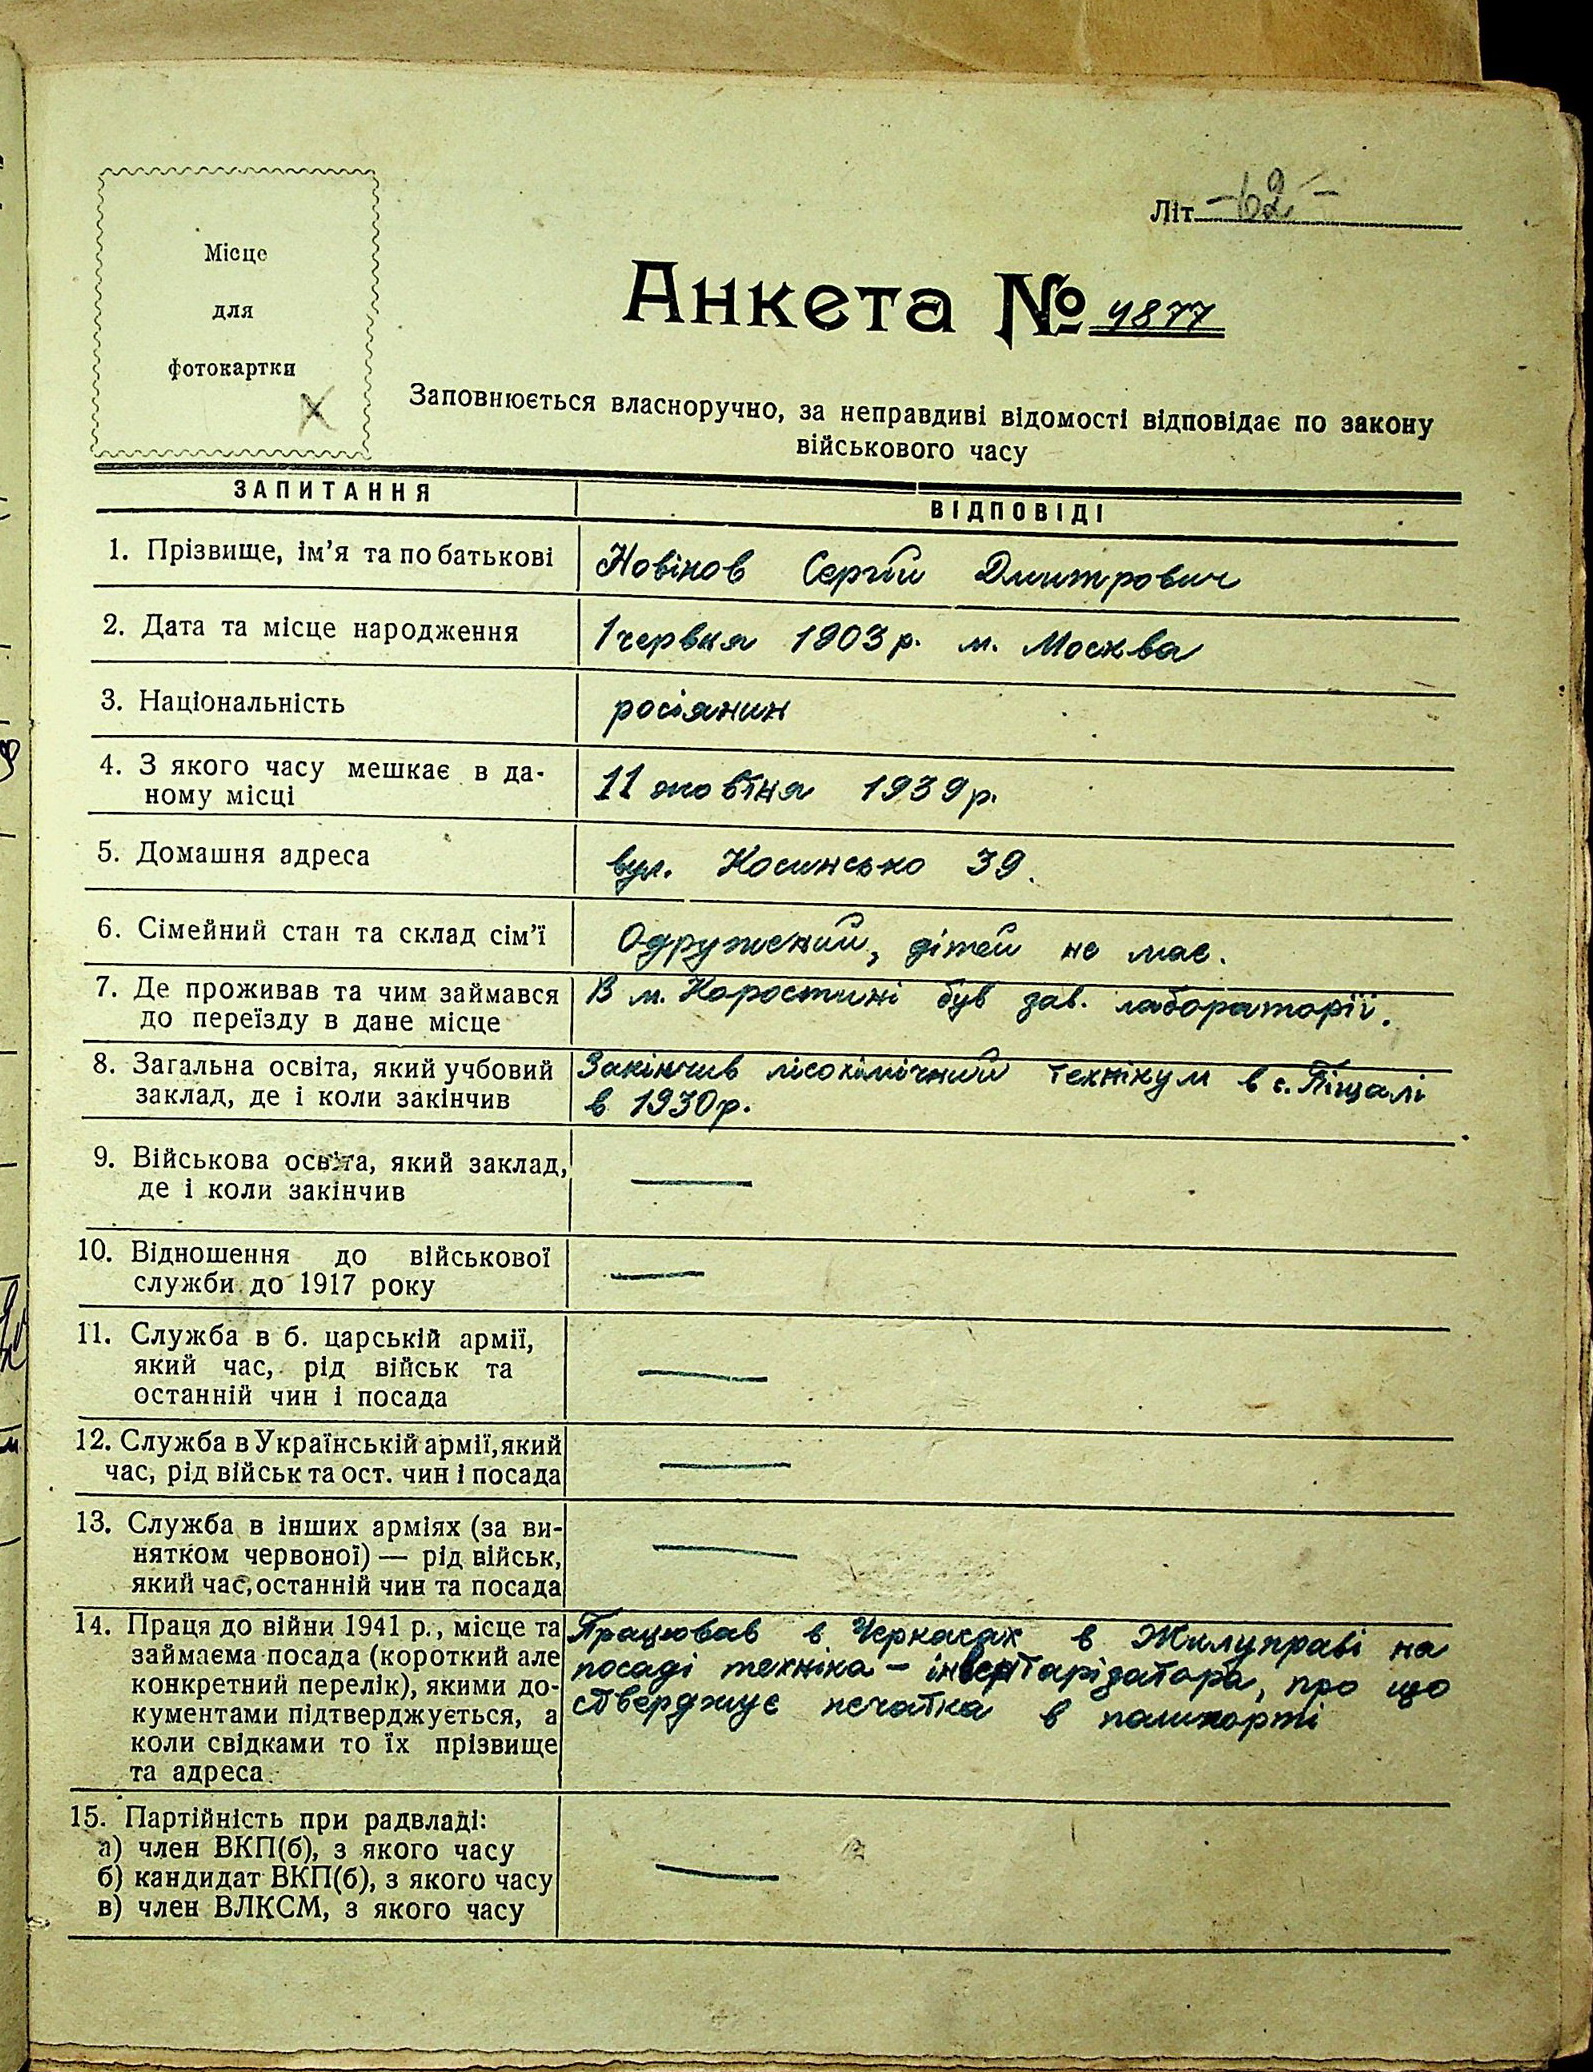 Літ -62-
Місце
для
фотокартки
Анкета № 4877
Заповнюється власноручно, за неправдиві відомості відповідає по закону
військового часу
ЗАПИТАННЯ
ВІДПОВІДІ
1. Прізвище, ім'я та по батькові
Новіков Сергій Дмитрович
2. Дата та місце народження
1 червня 1903 р. м. Москва
3. Національність
росіянин
4. З якого часу мешкає в да-
ному місці
11 жовтня 1939 р.
5. Домашня адреса
вул. Косинсько 39.
6. Сімейний стан та склад сім'ї
Одружений, дітей не має.
7. Де проживав та чим займався
до переїзду в дане місце
В м. Коростині був зав. лабораторії.
8. Загальна освіта, який учбовий
заклад, де і коли закінчив
Закінчив лісохімічний технікум в с. Піщалі
в 1930 р.
9. Військова освіта, який заклад,
де і коли закінчив
—
10. Відношення до військової
служби до 1917 року
—
11. Служба в б. царській армії,
який час, рід військ та
останній чин і посада
—
12. Служба в Українській армії, який
час, рід військ та ост. чин і посада
—
13. Служба в інших арміях (за ви-
нятком червоної) — рід військ,
який час, останній чин та посада
—
14. Праця до війни 1941 р., місце та
займаєма посада (короткий але
конкретний перелік), якими до-
кументами підтверджується, а
коли свідками то їх прізвище
та адреса.
Працював в Черкасах в Жилуправі на
посаді техніка – інвентарізатора, про що
стверджує печатка в пашпорті
15. Партійність при радвладі:
а) член ВКП(б), з якого часу
б) кандидат ВКП(б), з якого часу
в) член ВЛКСМ, з якого часу
—